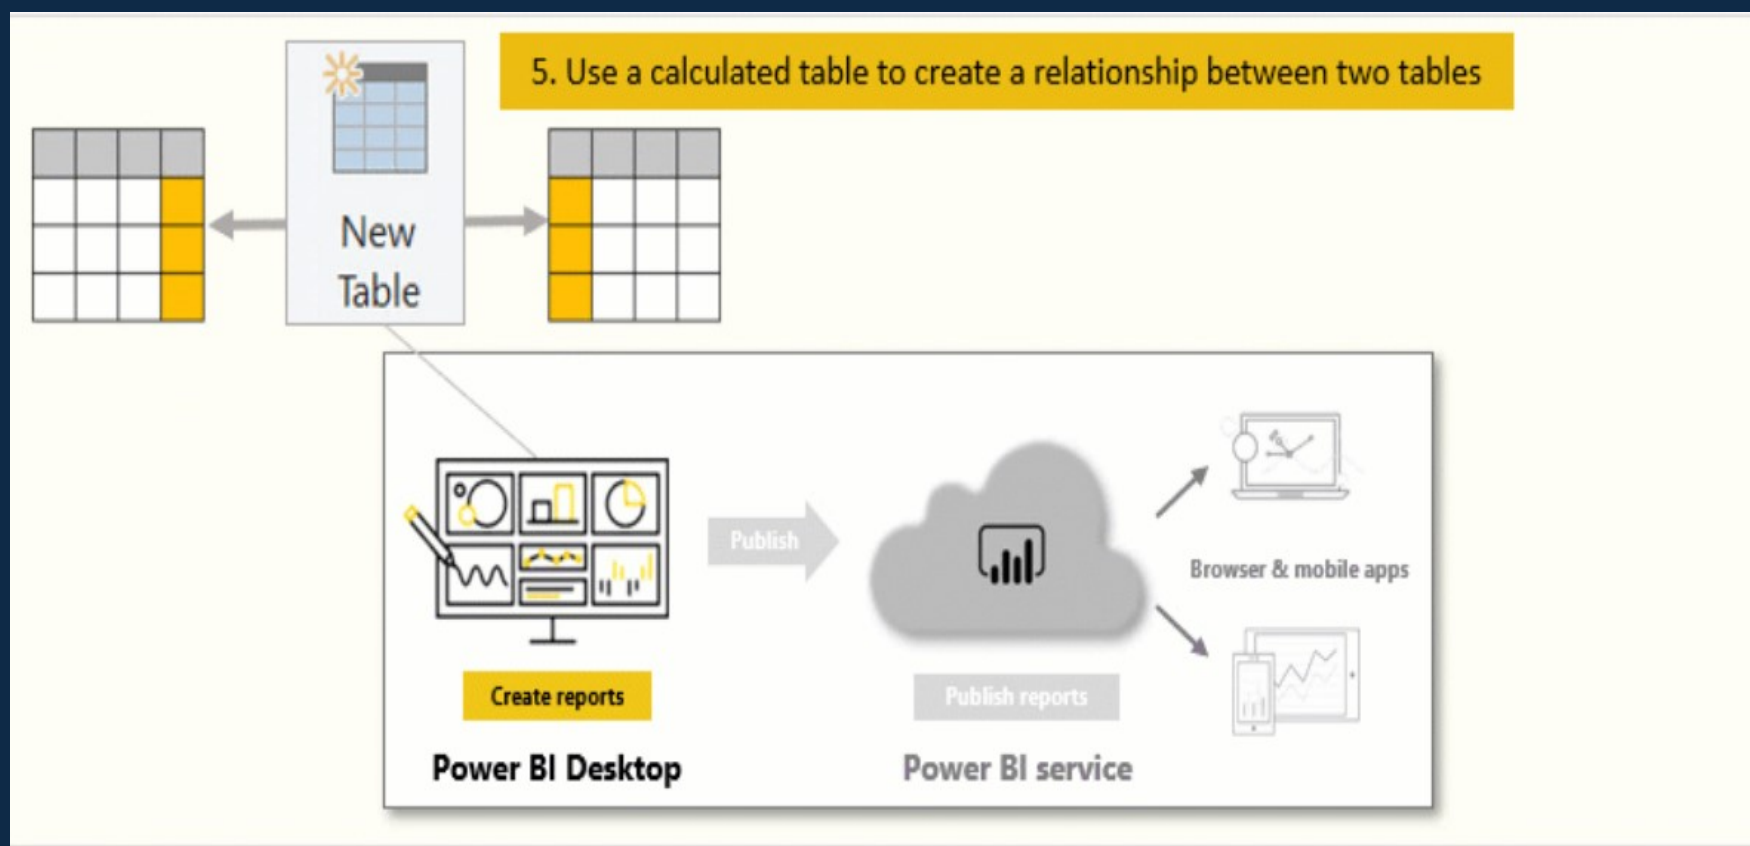 5. Use a calculated table to create a relationship between two tables
New
Table
Publish
Browser & mobile apps
Create reports
Publish reports
Power BI Desktop
Power BI service